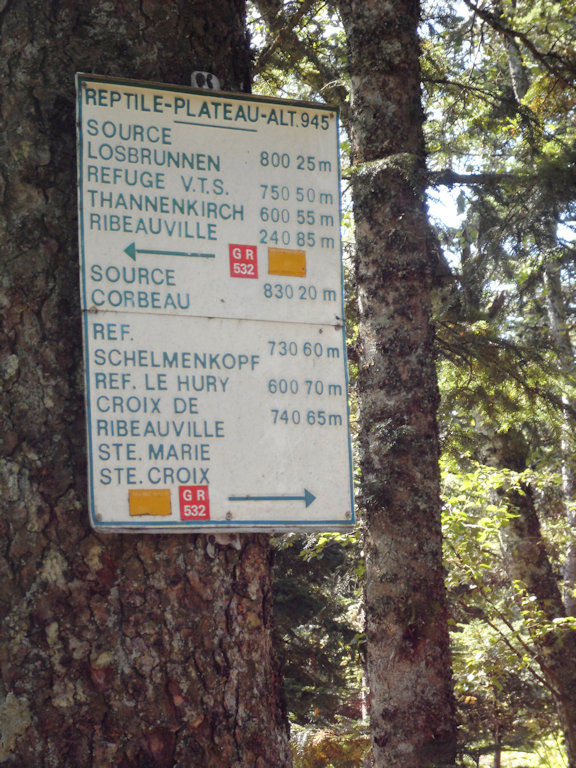 REPTILE-PLATEAU-ALT.945
SOURCE
LOSBRUNNEN 800 25 m
REFUGE V.T.S. 750 50 m
THANNENKIRCH 600 55 m
RIBEAUVILLE 240 85 m
GR
532
SOURCE
CORBEAU 830 20 m
REF.
SCHELMENKOPF 730 60 m
REF. LE HURY 600 70 m
CROIX DE
RIBEAUVILLE 740 65 m
STE. MARIE
STE. CROIX
GR
532